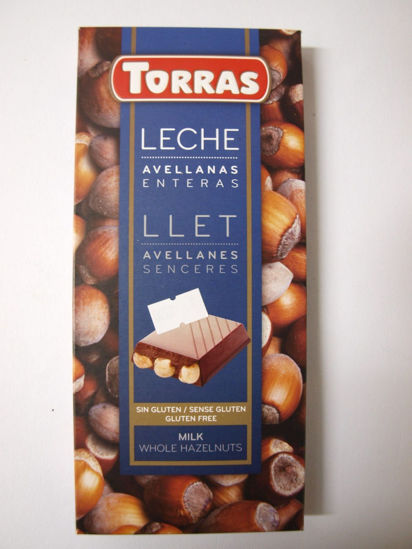 TORRAS
LECHE
AVELLANAS
ENTERAS
LLET
AVELLANES
SENCERES
SIN GLUTEN / SENSE GLUTEN
GLUTEN FREE
MILK
WHOLE HAZELNUTS